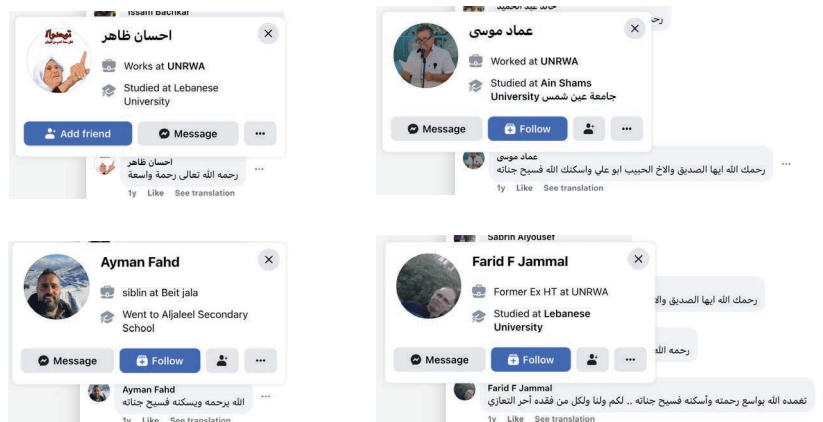 Issam Bachkar
احسان ظاهر
Works at UNRWA
Studied at Lebanese
University
Add friend
Message
احسان ظاهر
رحمه الله تعالى رحمة واسعة
1y Like See translation
خالد عبد الحميد
رحمك
عماد موسى
Worked at UNRWA
Studied at Ain Shams
University جامعة عين شمس
Message
Follow
عماد موسى
رحمك الله ايها الصديق والاخ الحبيب ابو علي واسكنك الله فسيح جناته
1y Like See translation
Ayman Fahd
siblin at Beit jala
Went to Aljaleel Secondary
School
Message
Follow
Ayman Fahd
الله يرحمه ويسكنه فسيح جناته
1y Like See translation
Sabrin Alyousef
Farid F Jammal
Former Ex HT at UNRWA
Studied at Lebanese
University
رحمك الله ايها الصديق والا
رحمه الله
Message
Follow
Farid F Jammal
تغمده الله بواسع رحمته وأسكنه فسيح جناته .. لكم ولنا ولكل من فقده أحر التعازي
1y Like See translation